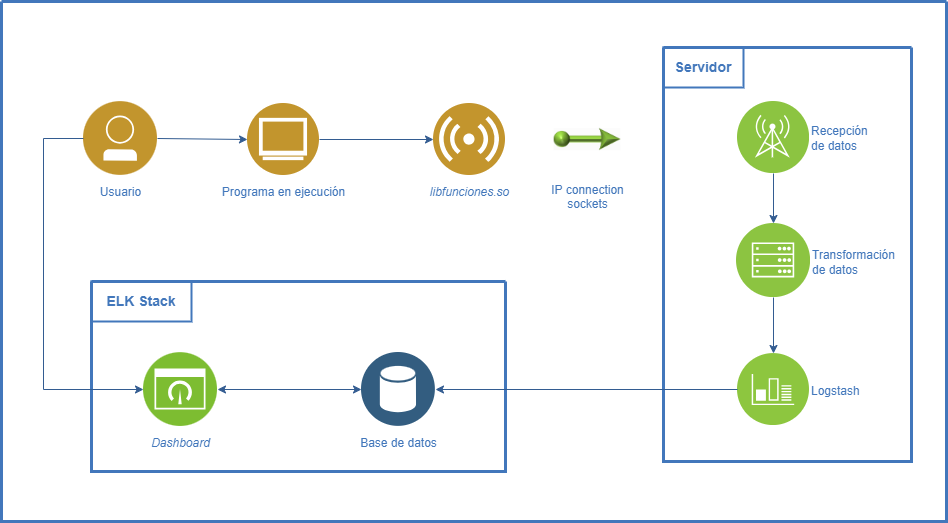 Servidor
Recepción
de datos
Usuario
Programa en ejecución
libfunciones.so
IP connection
sockets
Transformación
de datos
ELK Stack
Logstash
Dashboard
Base de datos